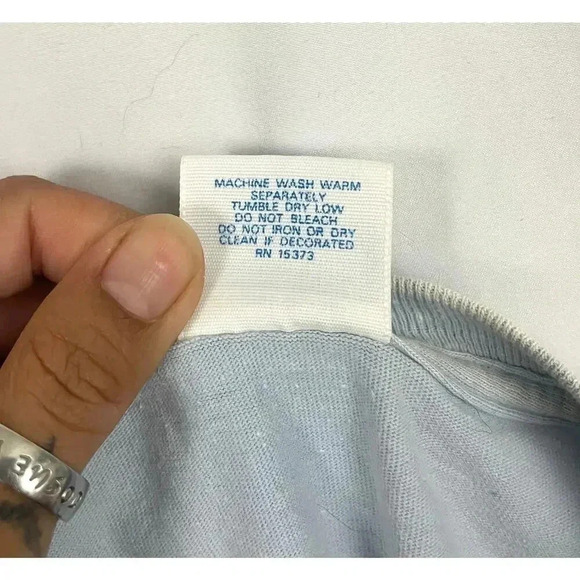 MACHINE WASH WARM
SEPARATELY
TUMBLE DRY LOW
DO NOT BLEACH
DO NOT IRON OR DRY
CLEAN IF DECORATED
RN 15373